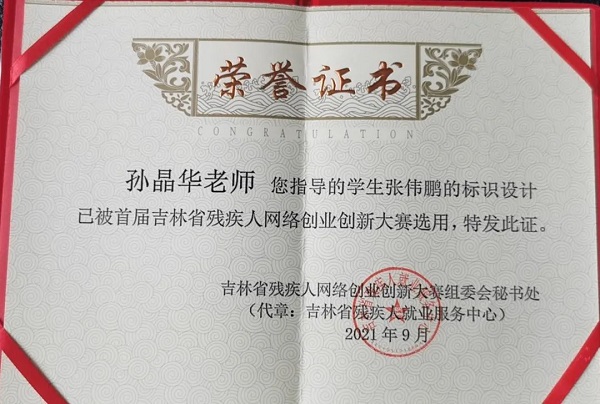 荣誉证书
CONGRATULATION
孙晶华老师 您指导的学生张伟鹏的标识设计
已被首届吉林省残疾人网络创业创新大赛选用，特发此证。
吉林省残疾人网络创业创新大赛组委会秘书处
（代章：吉林省残疾人就业服务中心）
2021年9月